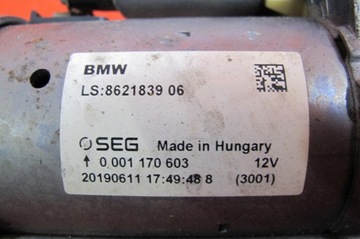 BMW
LS:8621839 06
SEG Made in Hungary
↑ 0 001 170 603 12V
20190611 17:49:48 8 (3001)